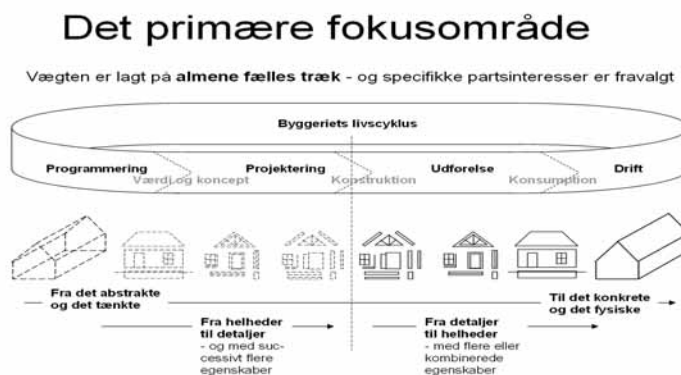 Det primære fokusområde
Vægten er lagt på almene fælles træk - og specifikke partsinteresser er fravalgt
Byggeriets livscyklus
Programmering
Projektering
Udførelse
Drift
Værdi og koncept
Konstruktion
Konsumption
Fra det abstrakte
og det tænkte
Til det konkrete
og det fysiske
Fra helheder
til detaljer
- og med suc-
cessivt flere
egenskaber
Fra detaljer
til helheder
- med flere eller
kombinerede
egenskaber